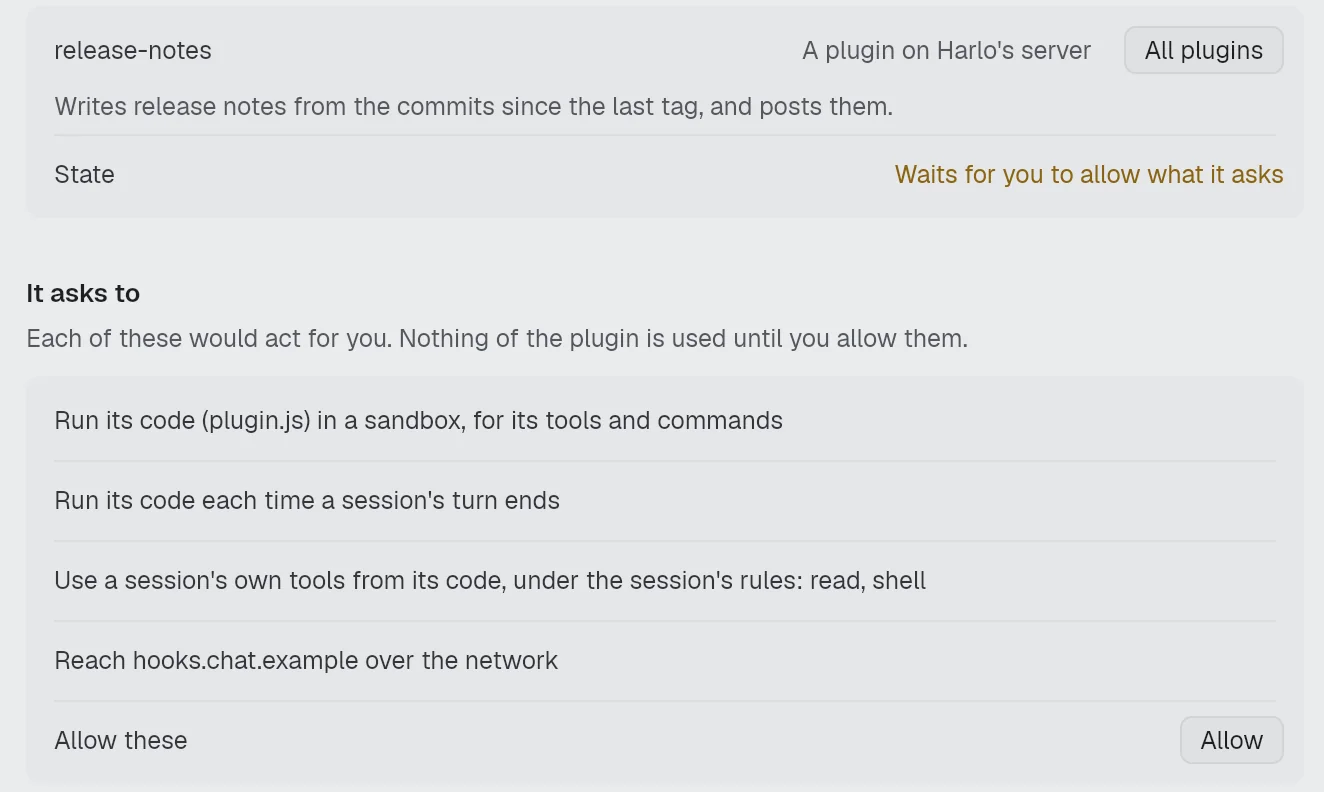 release-notes
A plugin on Harlo's server
All plugins
Writes release notes from the commits since the last tag, and posts them.
State
Waits for you to allow what it asks
It asks to
Each of these would act for you. Nothing of the plugin is used until you allow them.
Run its code (plugin.js) in a sandbox, for its tools and commands
Run its code each time a session's turn ends
Use a session's own tools from its code, under the session's rules: read, shell
Reach hooks.chat.example over the network
Allow these
Allow